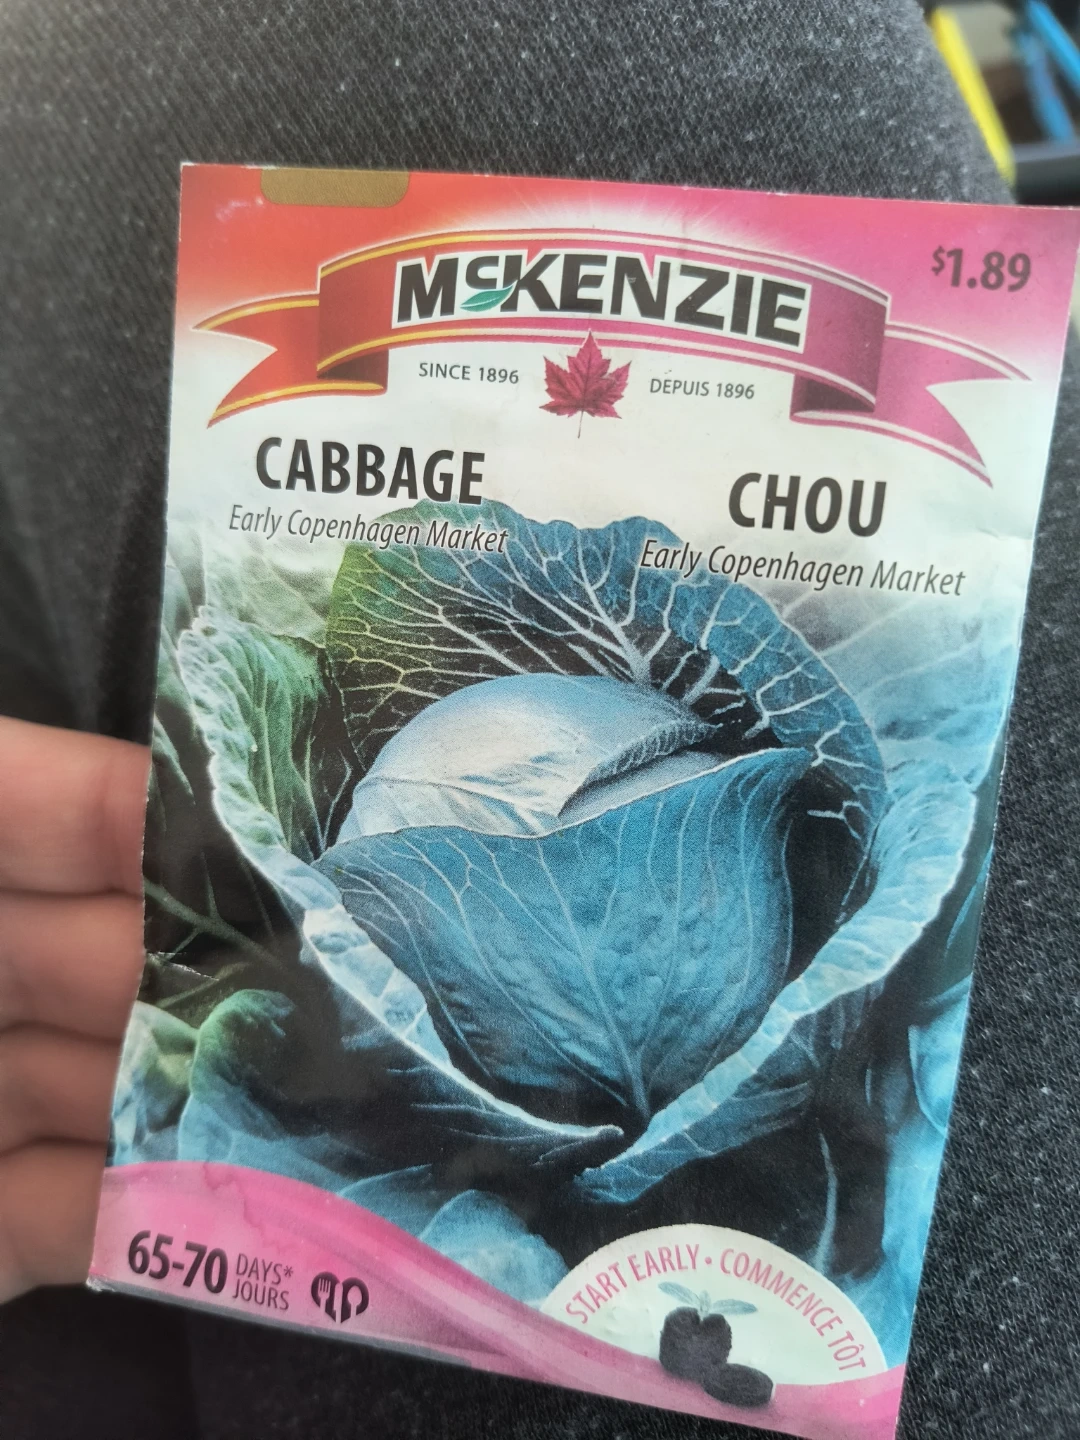 McKENZIE
$1.89
SINCE 1896
DEPUIS 1896
CABBAGE
Early Copenhagen Market
CHOU
Early Copenhagen Market
65-70 DAYS*
JOURS
START EARLY • COMMENCE TÔT